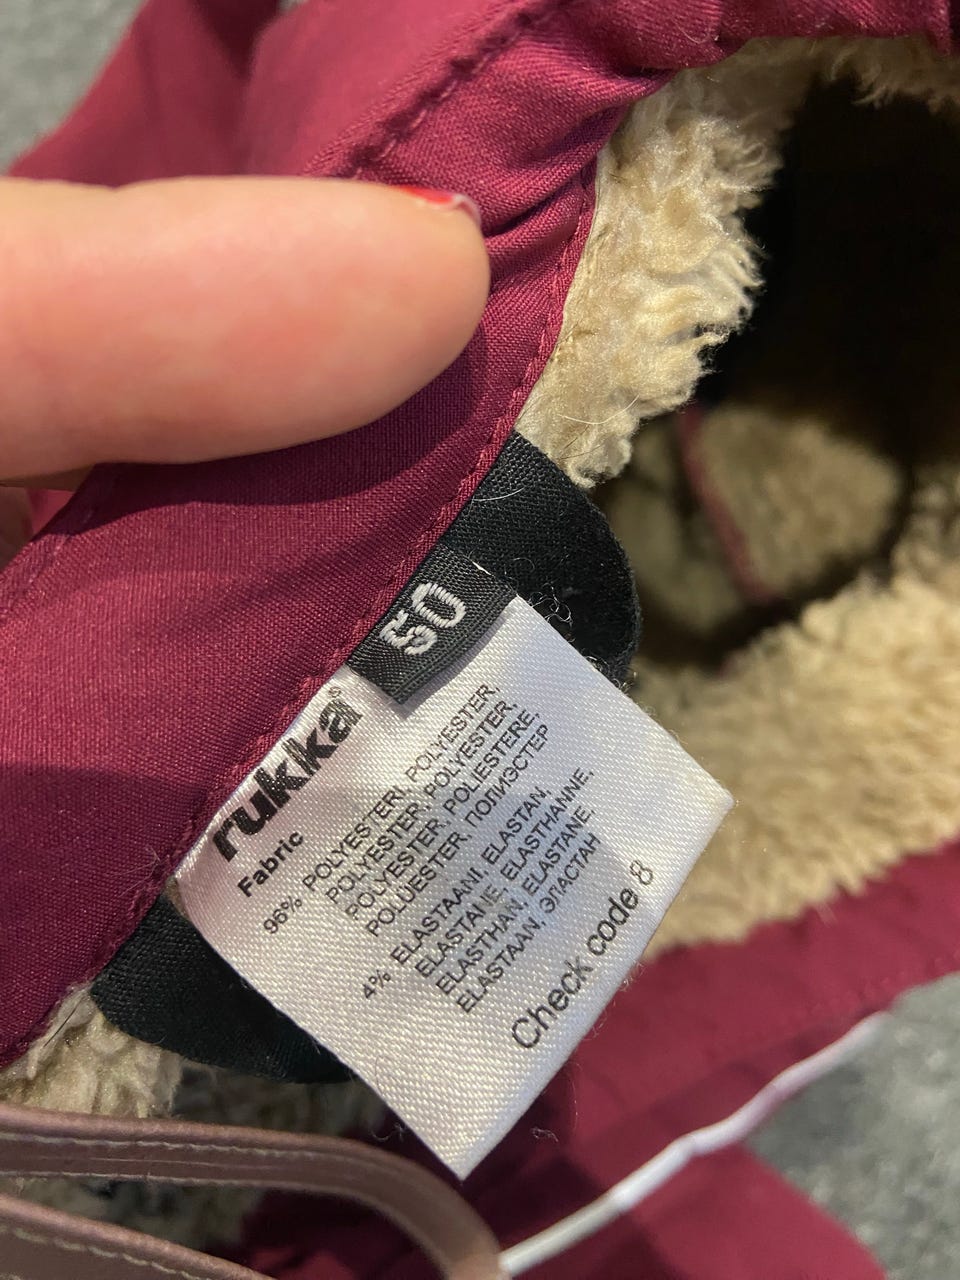 50
rukka®
Fabric
96% POLYESTERI, POLYESTER,
POLYESTER, POLYESTER,
POLYESTER, POLIESTERE,
POLÜESTER, ПОЛИЭСТЕР
4% ELASTAANI, ELASTAN,
ELASTANE, ELASTHANNE,
ELASTHAN, ELASTANE,
ELASTAAN, ЭЛАСТАН
Check code 8